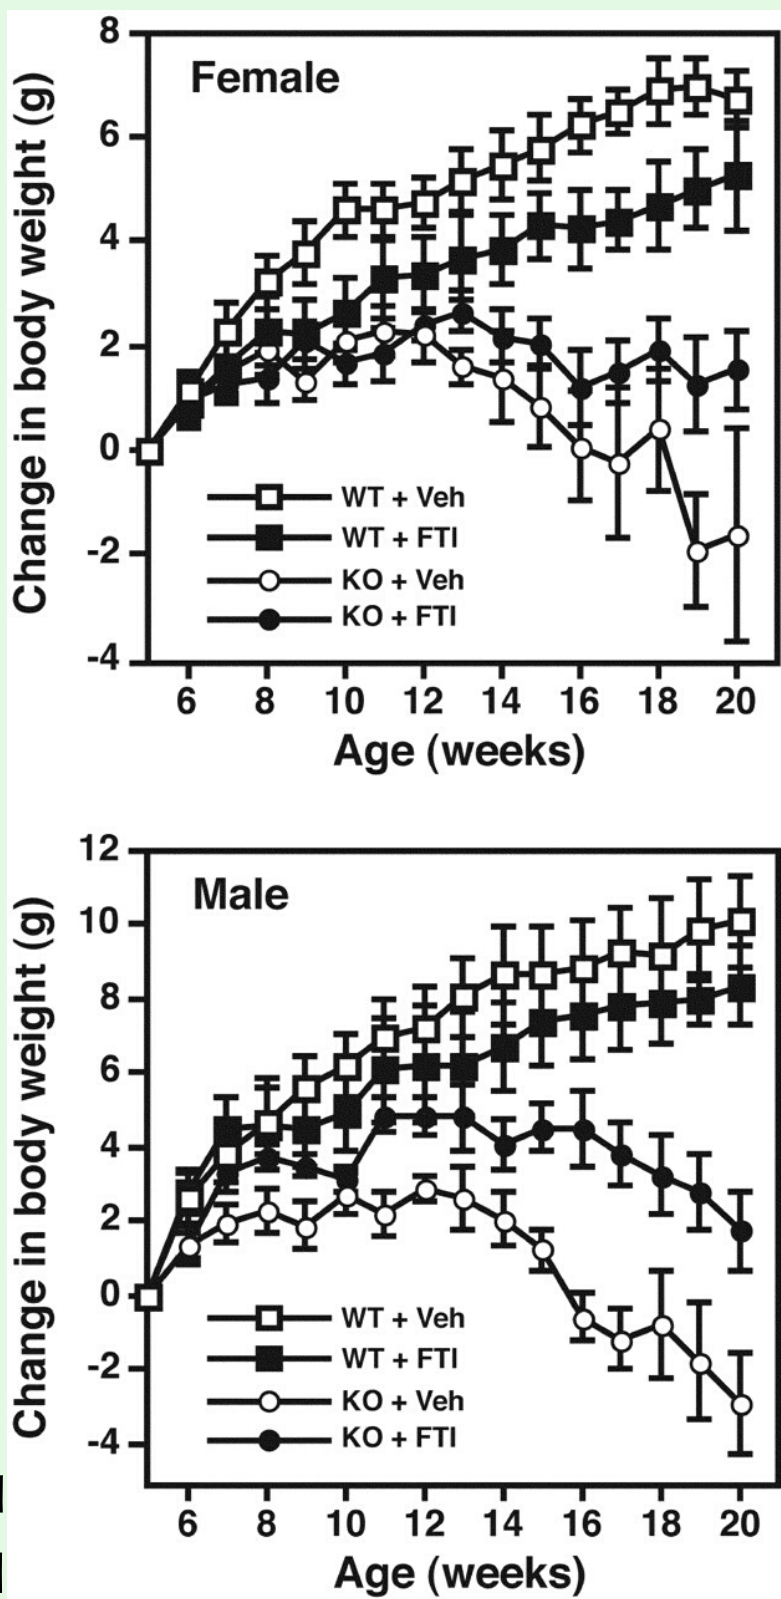 Female
Change in body weight (g)
8
6
4
2
0
-2
-4
WT + Veh
WT + FTI
KO + Veh
KO + FTI
6 8 10 12 14 16 18 20
Age (weeks)
Male
Change in body weight (g)
12
10
8
6
4
2
0
-2
-4
WT + Veh
WT + FTI
KO + Veh
KO + FTI
6 8 10 12 14 16 18 20
Age (weeks)